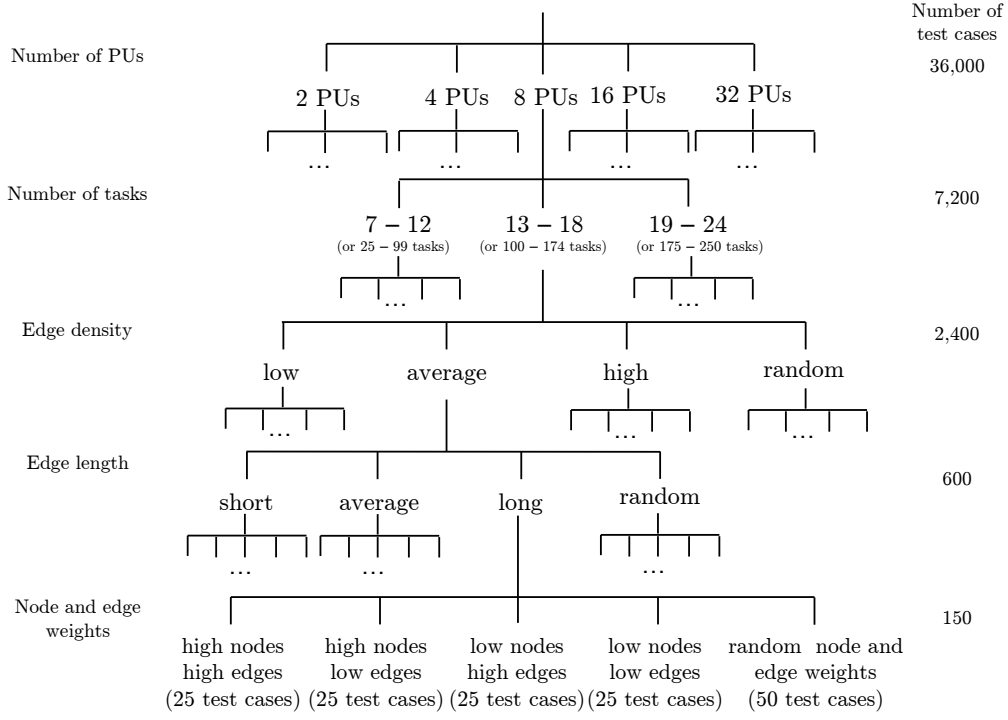 Number of
test cases
Number of PUs
36,000
2 PUs
4 PUs
8 PUs
16 PUs
32 PUs
...
...
...
...
Number of tasks
7,200
7 – 12
(or 25 – 99 tasks)
13 – 18
(or 100 – 174 tasks)
19 – 24
(or 175 – 250 tasks)
...
...
Edge density
2,400
low
average
high
random
...
...
...
Edge length
600
short
average
long
random
...
...
...
Node and edge
weights
150
high nodes
high edges
(25 test cases)
high nodes
low edges
(25 test cases)
low nodes
high edges
(25 test cases)
low nodes
low edges
(25 test cases)
random node and
edge weights
(50 test cases)